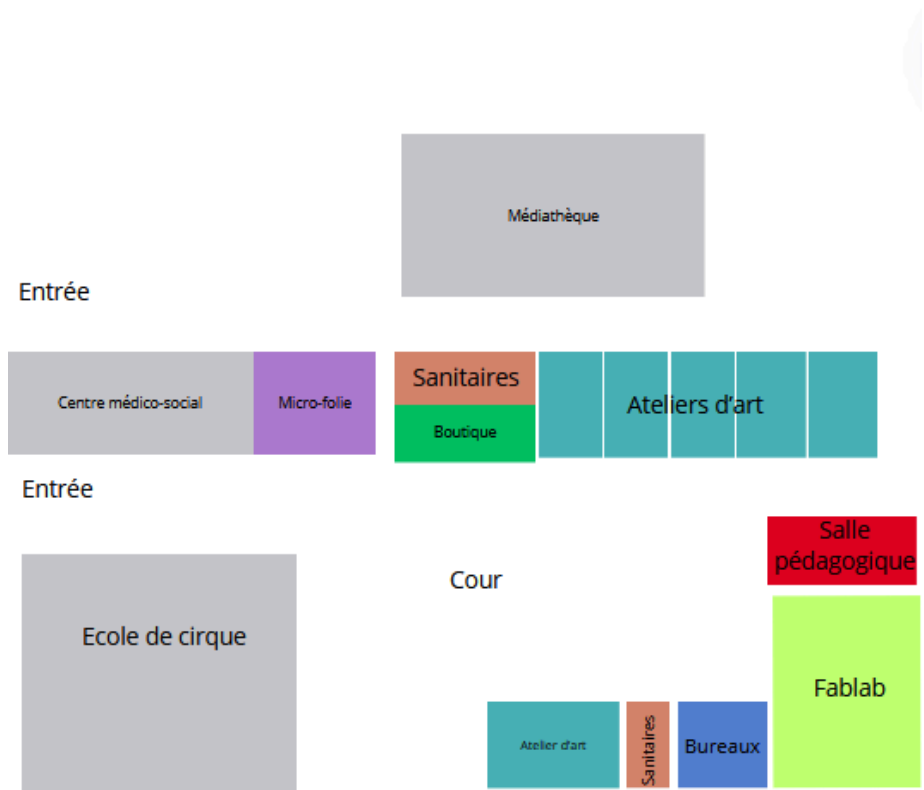 Médiathèque
Entrée
Centre médico-social
Micro-folie
Sanitaires
Boutique
Ateliers d'art
Entrée
Salle
pédagogique
Cour
Ecole de cirque
Fablab
Atelier d'art
Sanitaires
Bureaux